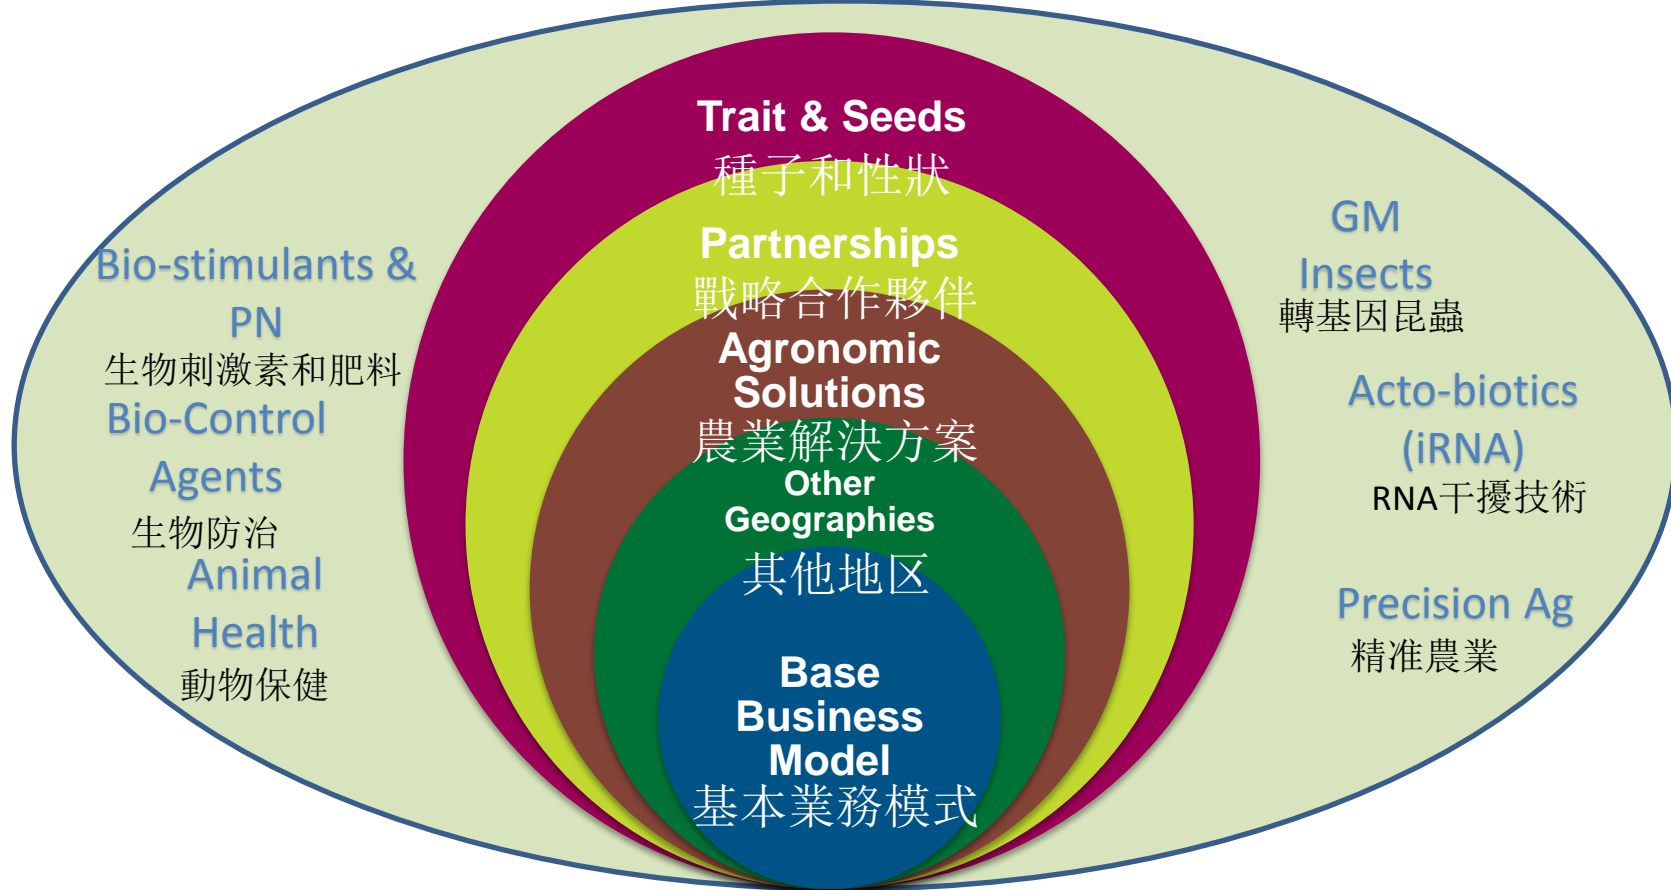 Trait & Seeds
種子和性狀
Partnerships
戰略合作夥伴
Agronomic
Solutions
農業解決方案
Other
Geographies
其他地区
Base
Business
Model
基本業務模式
Bio-stimulants &
PN
生物刺激素和肥料
Bio-Control
Agents
生物防治
Animal
Health
動物保健
GM
Insects
轉基因昆蟲
Acto-biotics
(iRNA)
RNA干擾技術
Precision Ag
精准農業